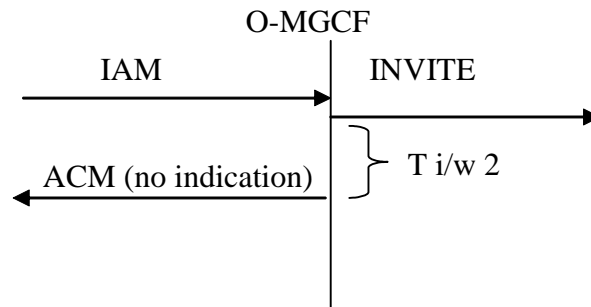 O-MGCF
IAM
INVITE
T i/w 2
ACM (no indication)